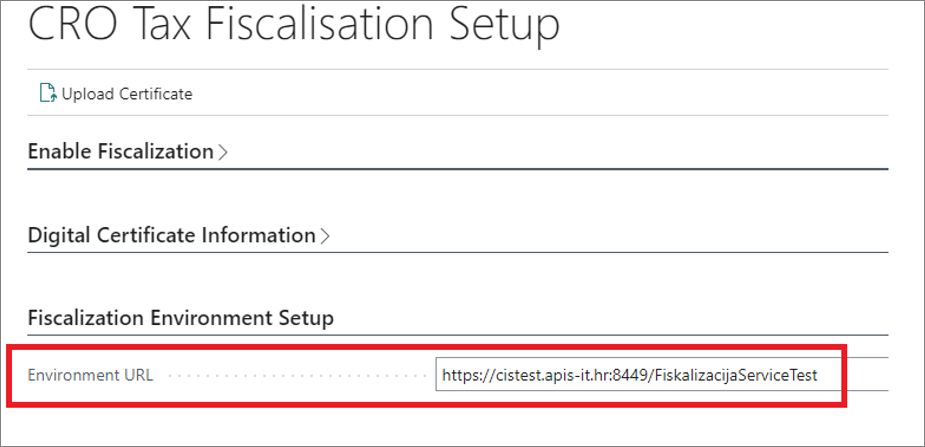 CRO Tax Fiscalisation Setup
Upload Certificate
Enable Fiscalization
Digital Certificate Information
Fiscalization Environment Setup
Environment URL https://cistest.apis-it.hr:8449/FiskalizacijaServiceTest